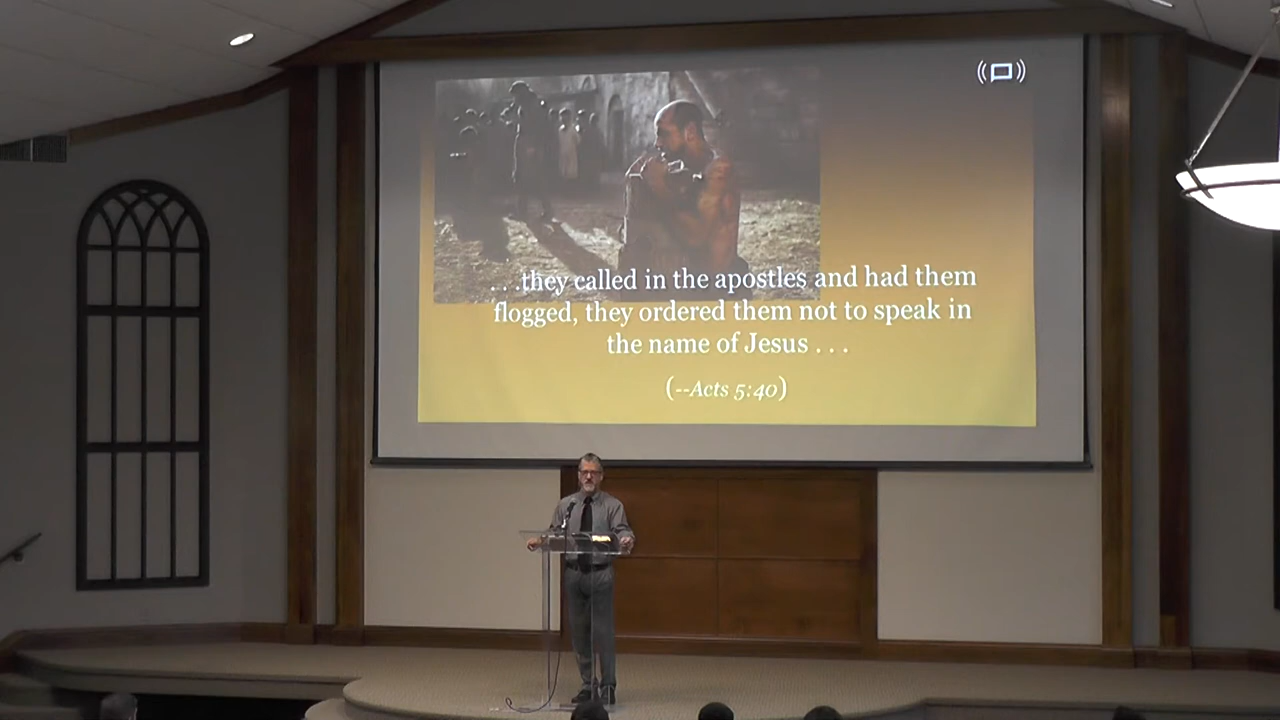 . . .they called in the apostles and had them
flogged, they ordered them not to speak in
the name of Jesus . . .
(--Acts 5:40)